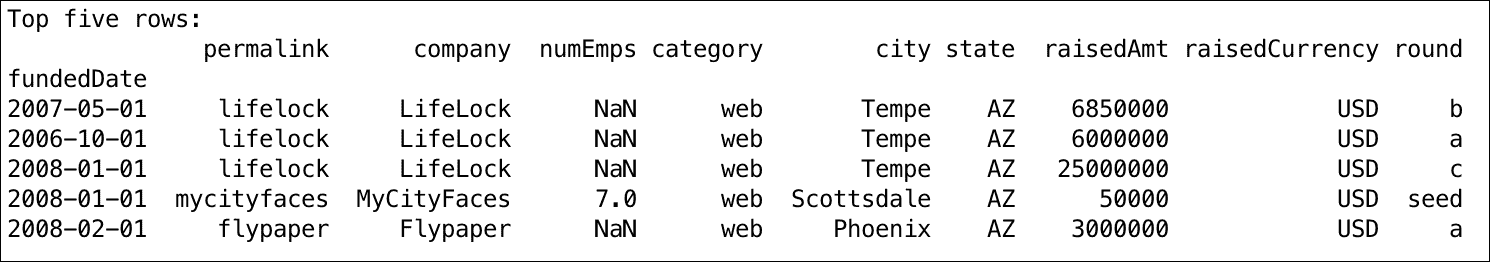 Top five rows:
permalink company numEmps category city state raisedAmt raisedCurrency round
fundedDate
2007-05-01 lifelock LifeLock NaN web Tempe AZ 6850000 USD b
2006-10-01 lifelock LifeLock NaN web Tempe AZ 6000000 USD a
2008-01-01 lifelock LifeLock NaN web Tempe AZ 25000000 USD c
2008-01-01 mycityfaces MyCityFaces 7.0 web Scottsdale AZ 50000 USD seed
2008-02-01 flypaper Flypaper NaN web Phoenix AZ 3000000 USD a